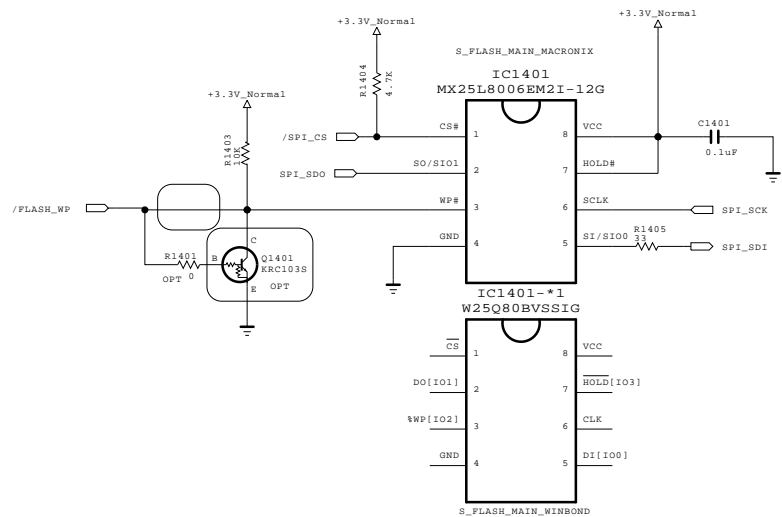 +3.3V_Normal
+3.3V_Normal
S_FLASH_MAIN_MACRONIX
R1404
4.7K
IC1401
MX25L8006EM2I-12G
+3.3V_Normal
C1401
0.1uF
/SPI_CS
CS#
1
8
VCC
R1403
10K
SPI_SDO
SO/SIO1
2
7
HOLD#
/FLASH_WP
WP#
3
6
SCLK
SPI_SCK
GND
4
5
SI/SIO0
R1405
33
SPI_SDI
R1401
0
OPT
B
C
E
Q1401
KRC103S
OPT
IC1401-*1
W25Q80BVSSIG
CS
1
8
VCC
DO[IO1]
2
7
HOLD[IO3]
%WP[IO2]
3
6
CLK
GND
4
5
DI[IO0]
S_FLASH_MAIN_WINBOND